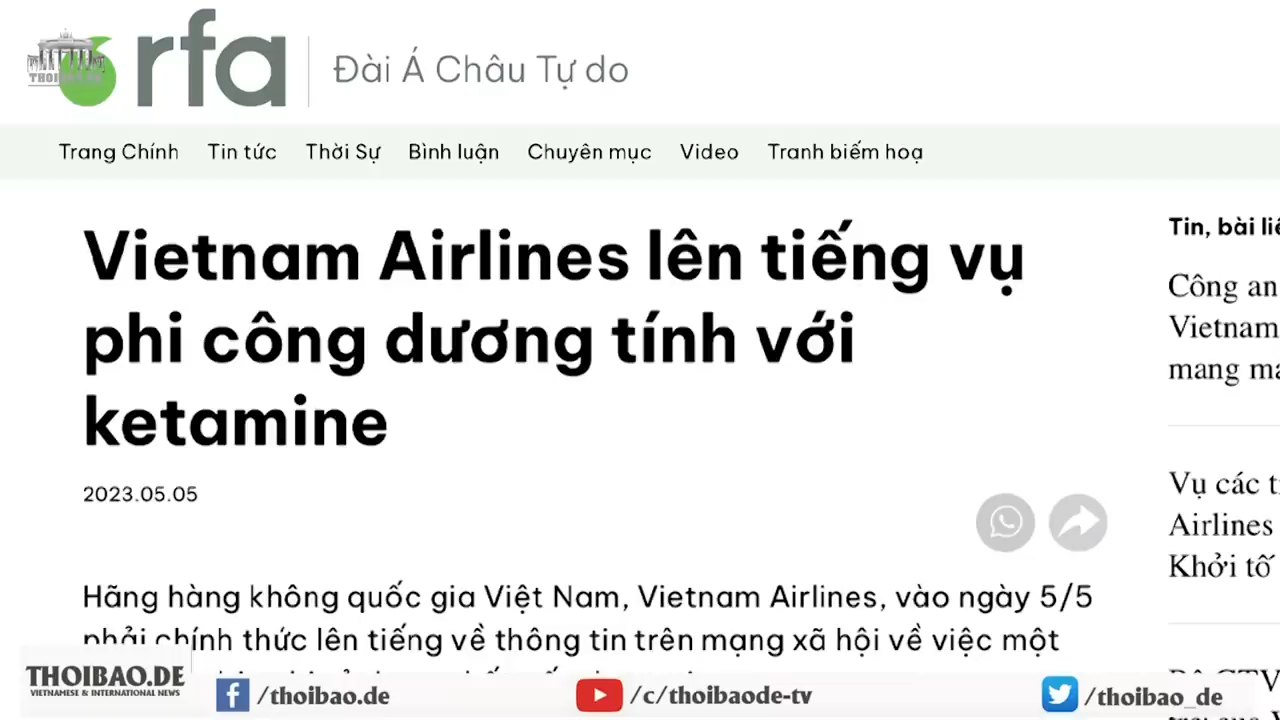 THOIBAO.DE
rfa
Đài Á Châu Tự do
Trang Chính Tin tức Thời Sự Bình luận Chuyên mục Video Tranh biếm hoạ
Vietnam Airlines lên tiếng vụ
phi công dương tính với
ketamine
2023.05.05
Hãng hàng không quốc gia Việt Nam, Vietnam Airlines, vào ngày 5/5
phải chính thức lên tiếng về thông tin trên mạng xã hội về việc một
Tin, bài
Công an
Vietnam
mang
Vụ các
Airlines
Khởi tố
THOIBAO.DE
VIETNAMESE & INTERNATIONAL NEWS
/thoibao.de
/c/thoibaode-tv
/thoibao_de